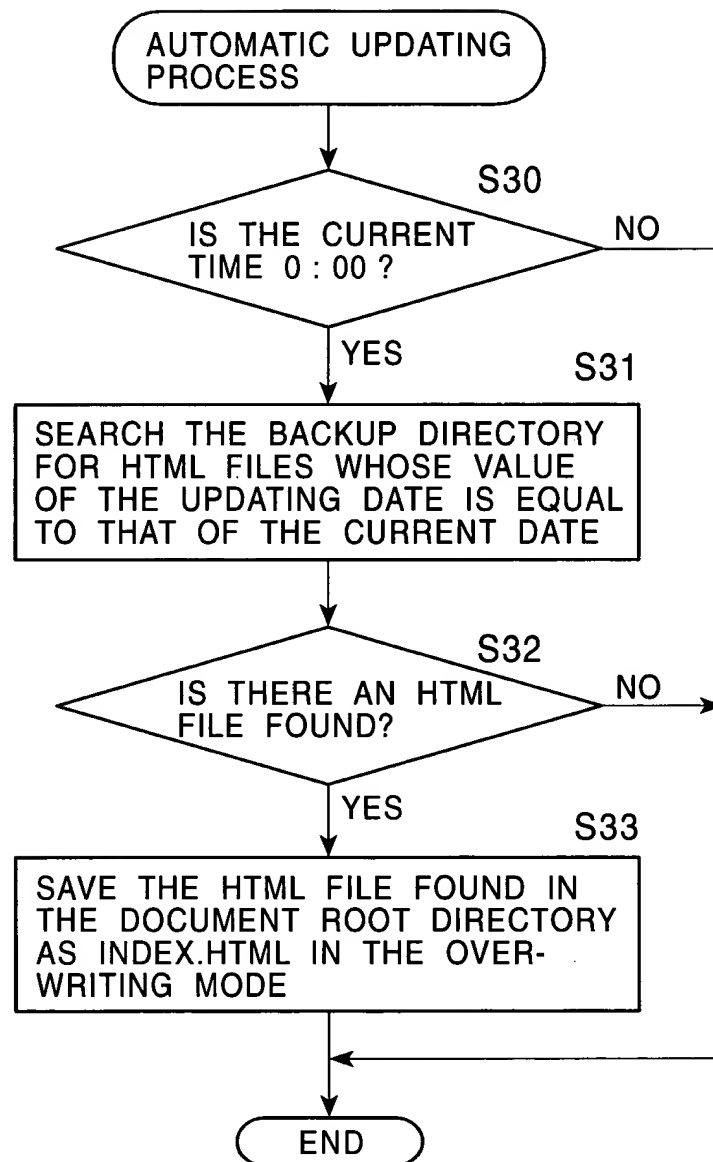 AUTOMATIC UPDATING
PROCESS
S30
IS THE CURRENT
TIME 0 : 00 ?
NO
YES
S31
SEARCH THE BACKUP DIRECTORY
FOR HTML FILES WHOSE VALUE
OF THE UPDATING DATE IS EQUAL
TO THAT OF THE CURRENT DATE
S32
IS THERE AN HTML
FILE FOUND?
NO
YES
S33
SAVE THE HTML FILE FOUND IN
THE DOCUMENT ROOT DIRECTORY
AS INDEX.HTML IN THE OVER-
WRITING MODE
END